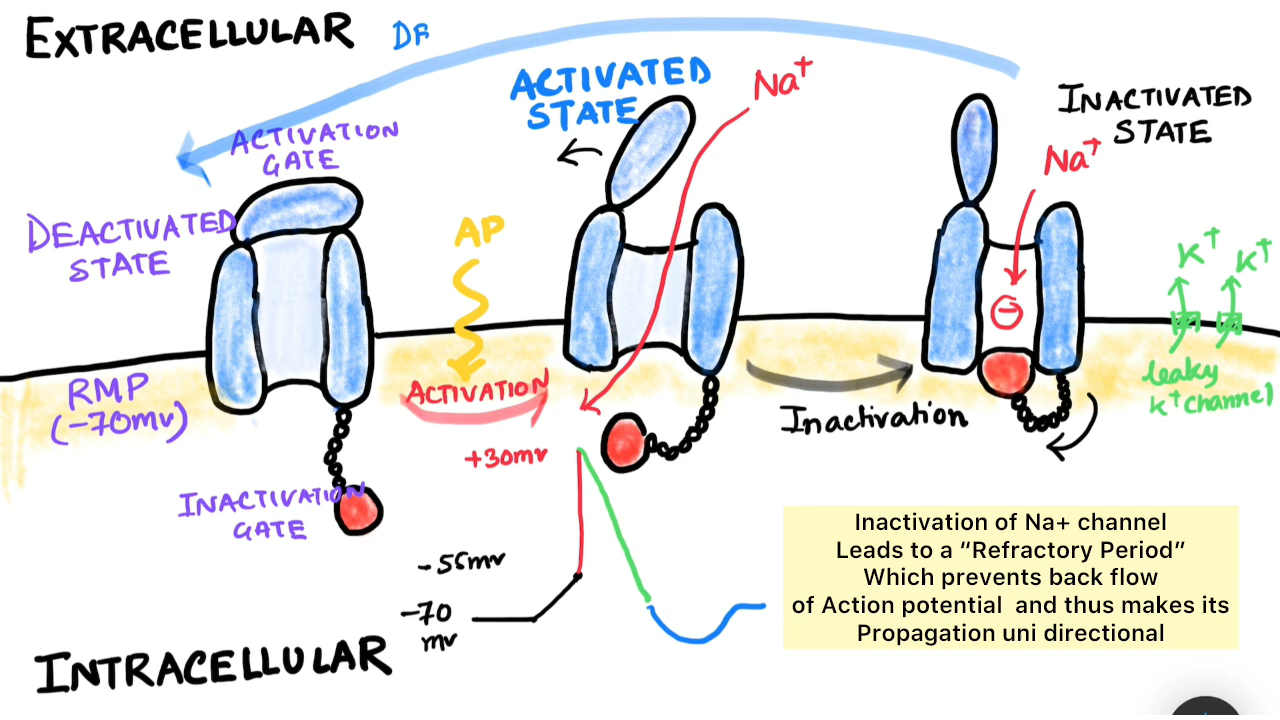 EXTRACELLULAR
DR
ACTIVATED
STATE
Na+
INACTIVATED
STATE
Na+
ACTIVATION
GATE
DEACTIVATED
STATE
AP
K+ K+
RMP
(-70mv)
ACTIVATION
Inactivation
leaky
K+ channel
+30mv
INACTIVATION
GATE
-55mv
-70
mv
Inactivation of Na+ channel
Leads to a “Refractory Period”
Which prevents back flow
of Action potential and thus makes its
Propagation uni directional
INTRACELLULAR